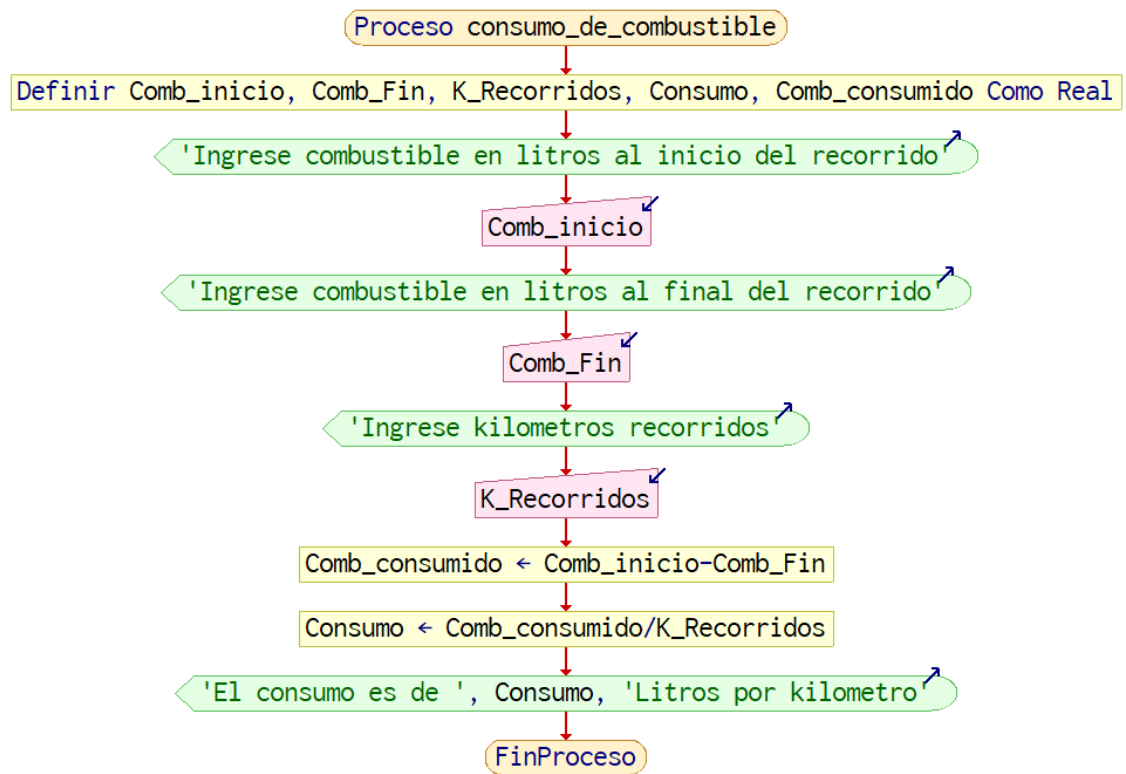 Proceso consumo_de_combustible
Definir Comb_inicio, Comb_Fin, K_Recorridos, Consumo, Comb_consumido Como Real
'Ingrese combustible en litros al inicio del recorrido'
Comb_inicio
'Ingrese combustible en litros al final del recorrido'
Comb_Fin
'Ingrese kilometros recorridos'
K_Recorridos
Comb_consumido ← Comb_inicio-Comb_Fin
Consumo ← Comb_consumido/K_Recorridos
'El consumo es de ', Consumo, 'Litros por kilometro'
FinProceso